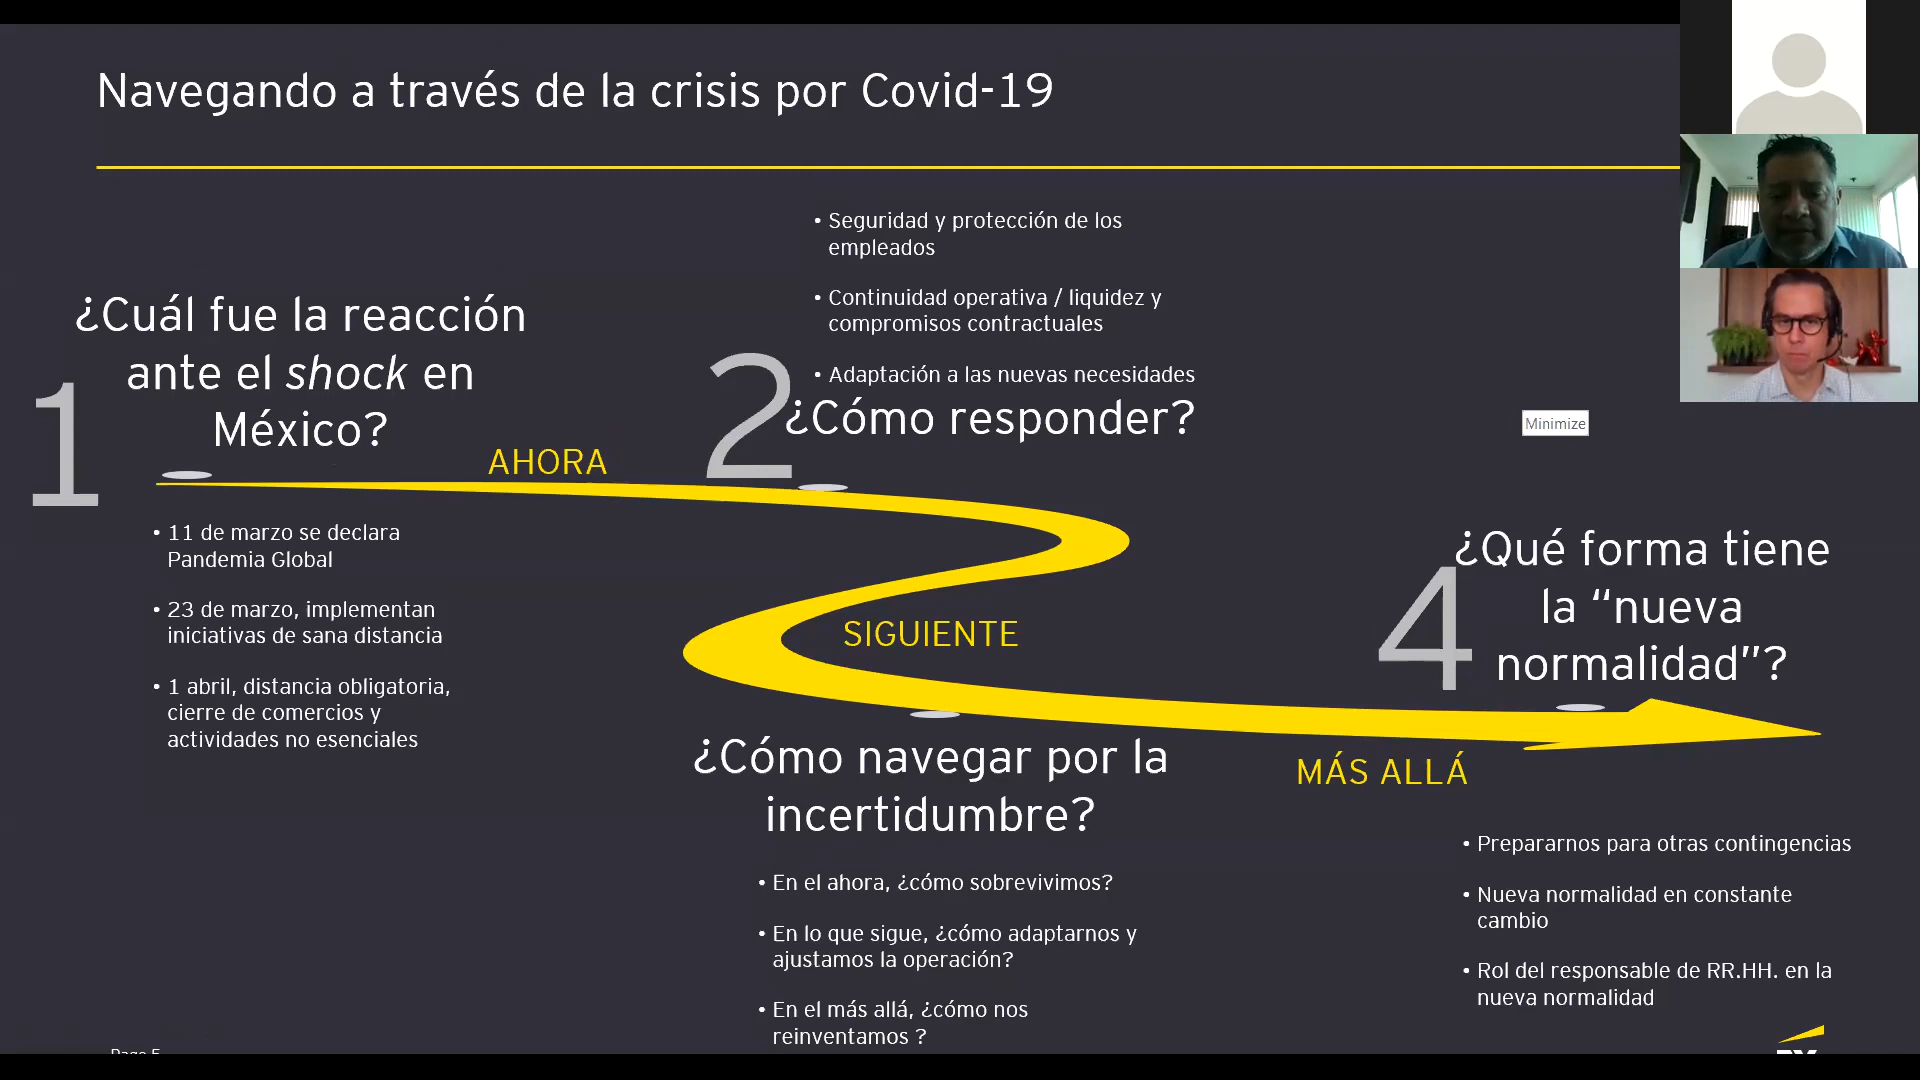 Navegando a través de la crisis por Covid-19
1
¿Cuál fue la reacción
ante el shock en
México?
AHORA
• 11 de marzo se declara
Pandemia Global
• 23 de marzo, implementan
iniciativas de sana distancia
• 1 abril, distancia obligatoria,
cierre de comercios y
actividades no esenciales
• Seguridad y protección de los
empleados
• Continuidad operativa / liquidez y
compromisos contractuales
• Adaptación a las nuevas necesidades
2
¿Cómo responder?
Minimize
SIGUIENTE
¿Cómo navegar por la
incertidumbre?
• En el ahora, ¿cómo sobrevivimos?
• En lo que sigue, ¿cómo adaptarnos y
ajustamos la operación?
• En el más allá, ¿cómo nos
reinventamos ?
4
¿Qué forma tiene
la “nueva
normalidad”?
MÁS ALLÁ
• Prepararnos para otras contingencias
• Nueva normalidad en constante
cambio
• Rol del responsable de RR.HH. en la
nueva normalidad
Page 5